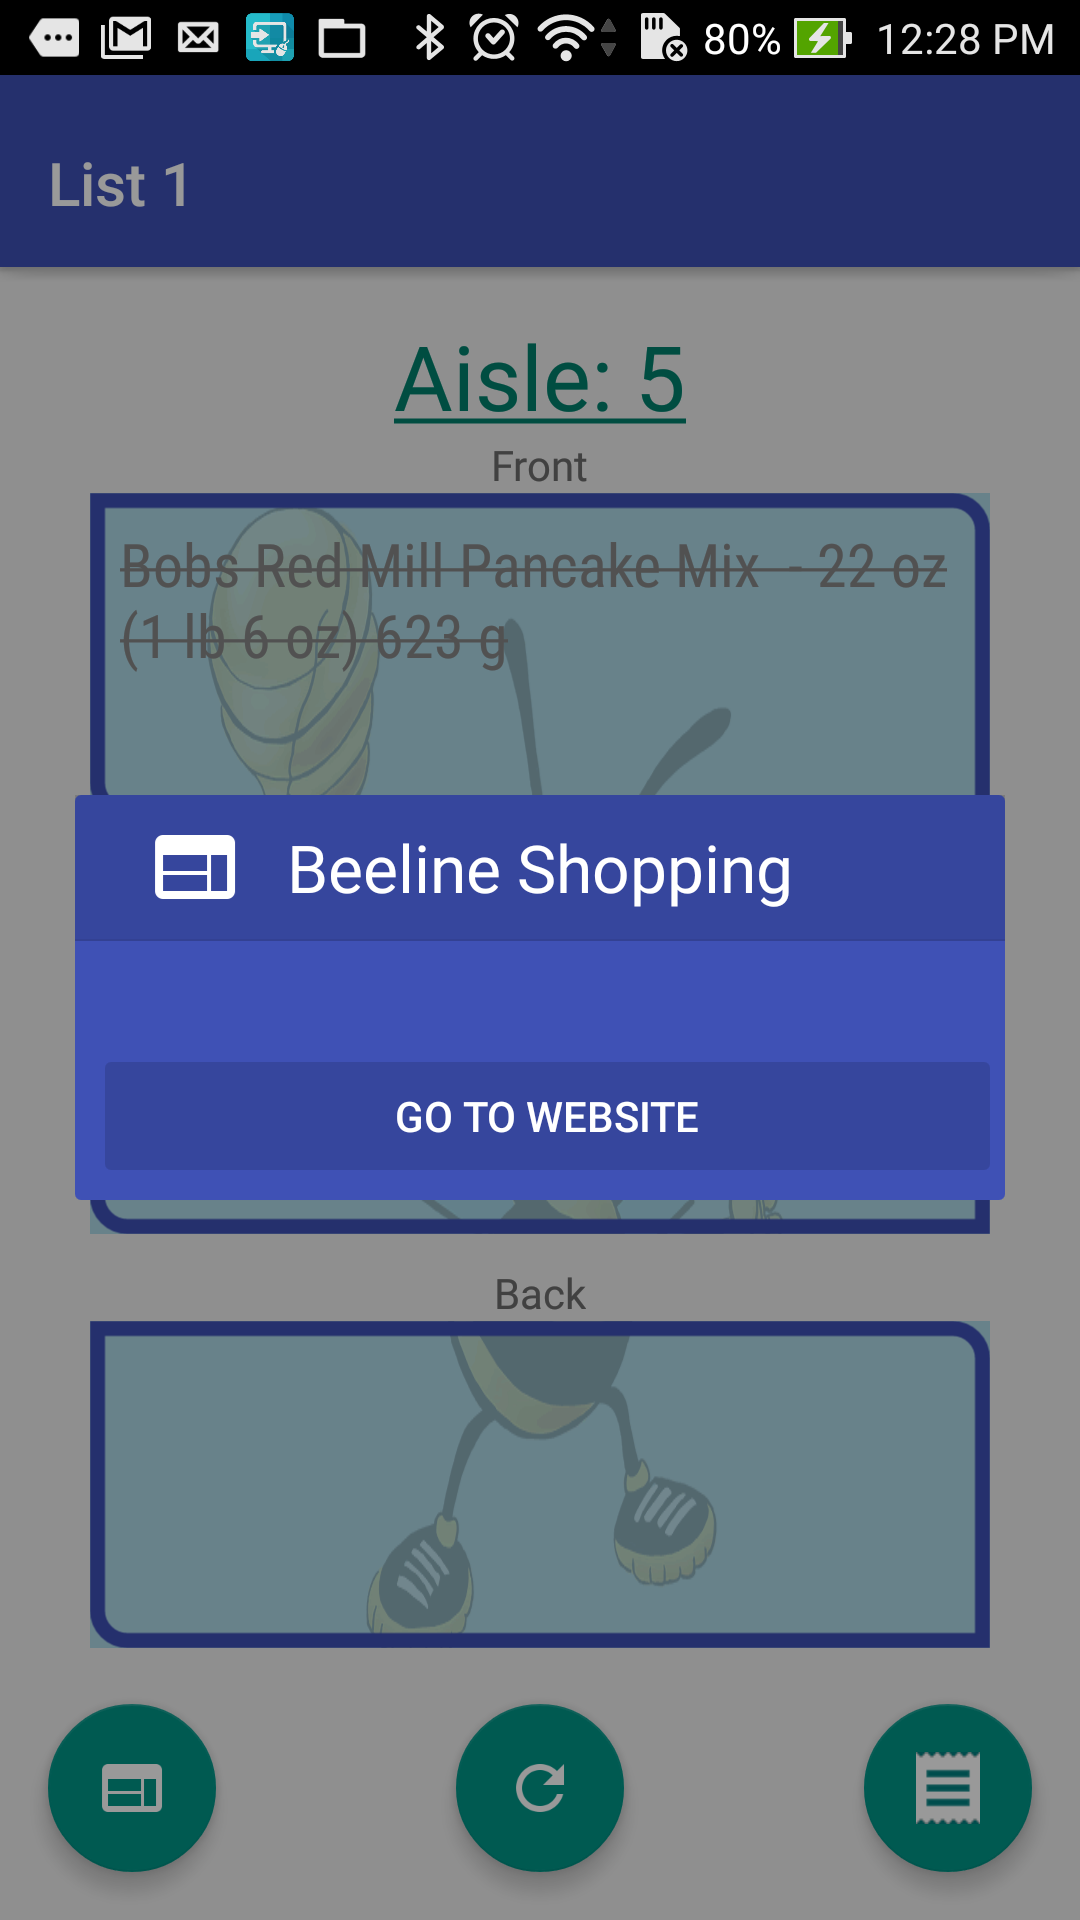 80% 12:28 PM
List 1
Aisle: 5
Front
Bobs Red Mill Pancake Mix - 22 oz
(1 lb 6 oz) 623 g
Beeline Shopping
GO TO WEBSITE
Back